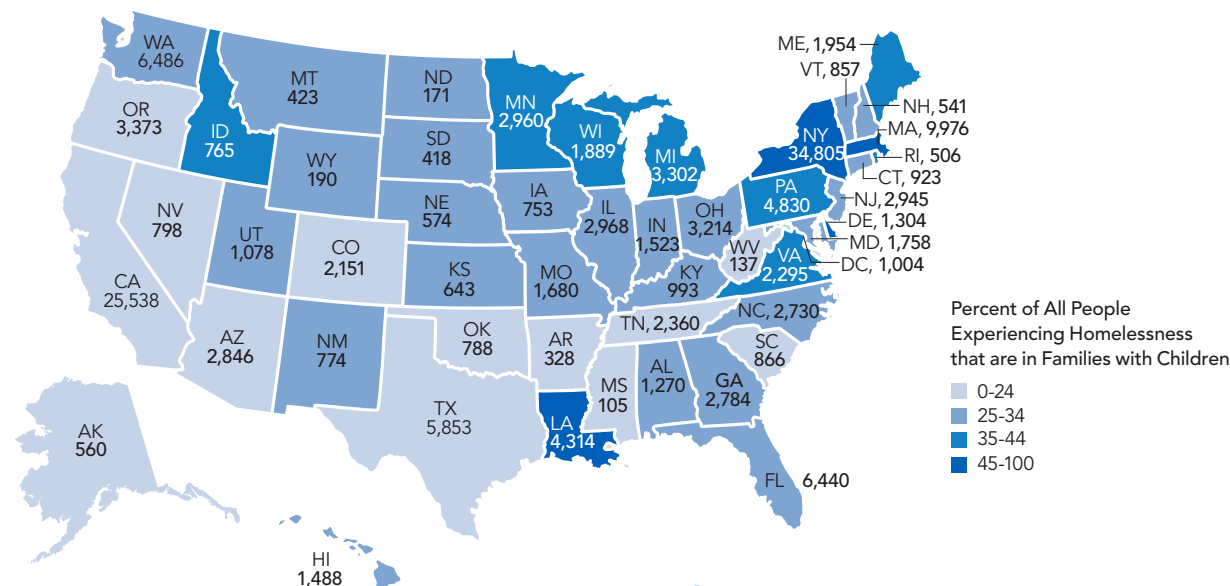 WA
6,486
MT
423
ND
171
MN
2,960
OR
3,373
ID
765
WY
190
SD
418
WI
1,889
MI
3,302
NY
34,805
ME, 1,954
VT, 857
NH, 541
MA, 9,976
RI, 506
CT, 923
NJ, 2,945
DE, 1,304
MD, 1,758
DC, 1,004
PA
4,830
NV
798
UT
1,078
CO
2,151
NE
574
IA
753
IL
2,968
IN
1,523
OH
3,214
WV
137
VA
2,295
CA
25,538
KS
643
MO
1,680
KY
993
NC, 2,730
AZ
2,846
NM
774
OK
788
AR
328
TN, 2,360
SC
866
TX
5,853
LA
4,314
MS
105
AL
1,270
GA
2,784
FL 6,440
AK
560
HI
1,488
Percent of All People
Experiencing Homelessness
that are in Families with Children
0-24
25-34
35-44
45-100